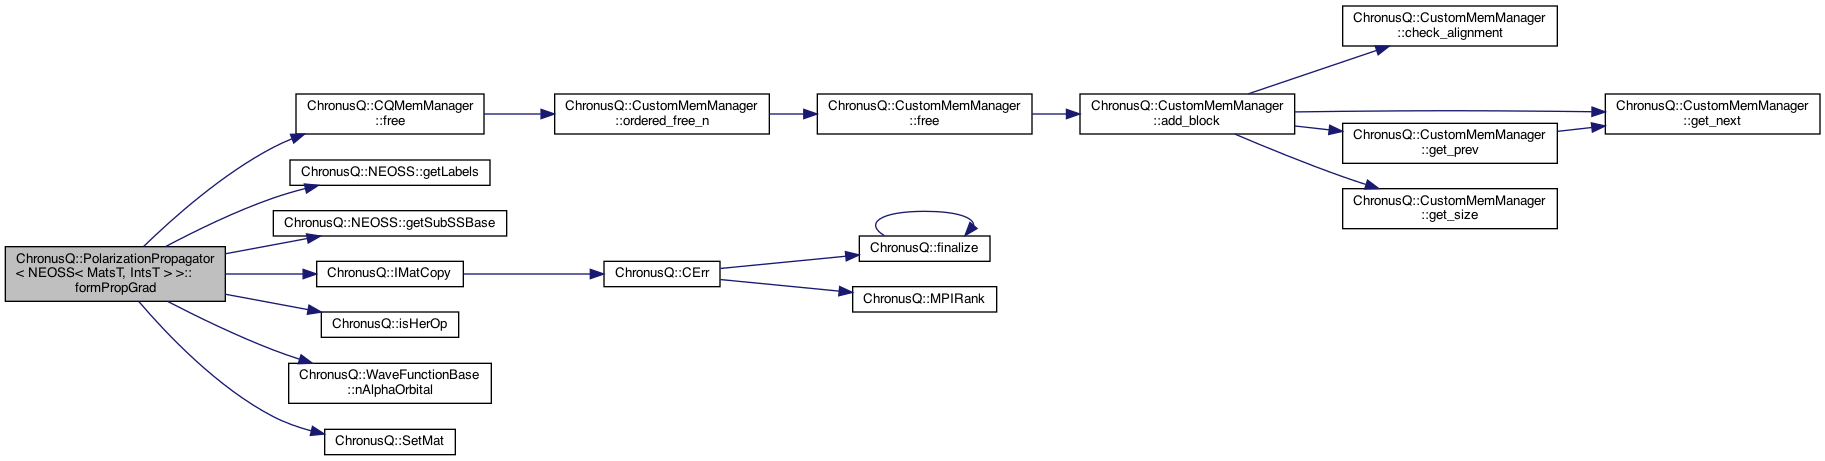 ChronusQ::PolarizationPropagator
< NEOSS< MatsT, IntsT > >::
formPropGrad
ChronusQ::CQMemManager
::free
ChronusQ::CustomMemManager
::ordered_free_n
ChronusQ::CustomMemManager
::free
ChronusQ::CustomMemManager
::add_block
ChronusQ::CustomMemManager
::check_alignment
ChronusQ::CustomMemManager
::get_next
ChronusQ::CustomMemManager
::get_prev
ChronusQ::CustomMemManager
::get_size
ChronusQ::NEOSS::getLabels
ChronusQ::NEOSS::getSubSSBase
ChronusQ::IMatCopy
ChronusQ::CErr
ChronusQ::finalize
ChronusQ::MPIRank
ChronusQ::isHerOp
ChronusQ::WaveFunctionBase
::nAlphaOrbital
ChronusQ::SetMat